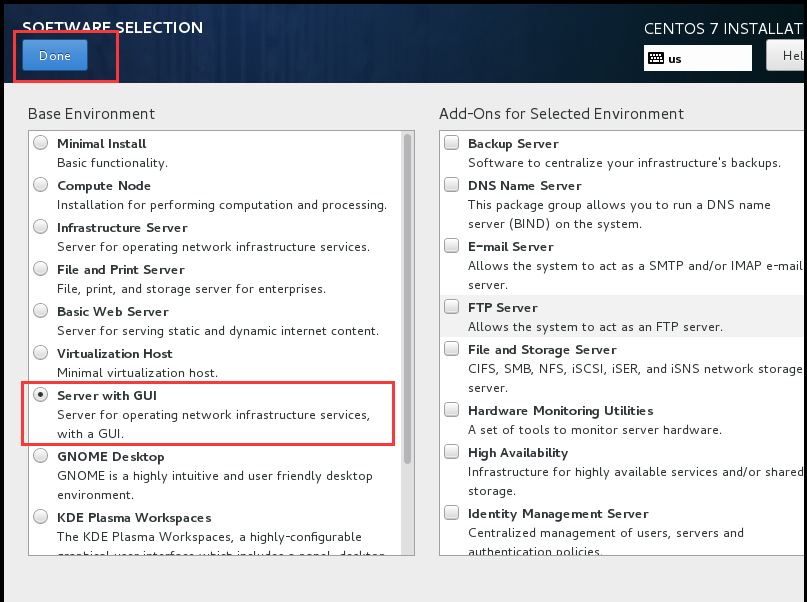 SOFTWARE SELECTION
CENTOS 7 INSTALLAT
Done
us
Hel
Base Environment
Minimal Install
Basic functionality.
Compute Node
Installation for performing computation and processing.
Infrastructure Server
Server for operating network infrastructure services.
File and Print Server
File, print, and storage server for enterprises.
Basic Web Server
Server for serving static and dynamic internet content.
Virtualization Host
Minimal virtualization host.
Server with GUI
Server for operating network infrastructure services,
with a GUI.
GNOME Desktop
GNOME is a highly intuitive and user friendly desktop
environment.
KDE Plasma Workspaces
The KDE Plasma Workspaces, a highly-configurable
graphical user interface which includes a panel, desktop,
Add-Ons for Selected Environment
Backup Server
Software to centralize your infrastructure's backups.
DNS Name Server
This package group allows you to run a DNS name
server (BIND) on the system.
E-mail Server
Allows the system to act as a SMTP and/or IMAP e-mail
server.
FTP Server
Allows the system to act as an FTP server.
File and Storage Server
CIFS, SMB, NFS, iSCSI, iSER, and iSNS network storage
server.
Hardware Monitoring Utilities
A set of tools to monitor server hardware.
High Availability
Infrastructure for highly available services and/or shared
storage.
Identity Management Server
Centralized management of users, servers and
authentication policies.